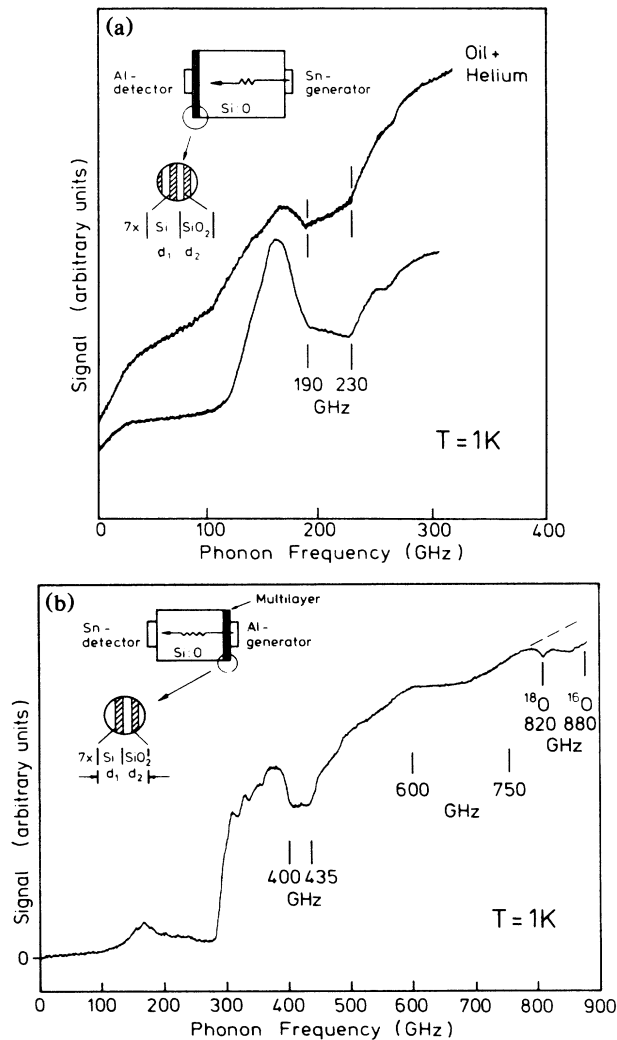 (a)
Oil +
Helium
Al-
detector
Sn-
generator
Si:O
7x Si SiO2
d1 d2
190 230
GHz
T = 1K
Signal (arbitrary units)
0 100 200 300 400
Phonon Frequency (GHz)
(b)
Multilayer
Sn-
detector
Al-
generator
Si:O
7x Si SiO2
d1 d2
18O 16O
820 880
GHz
600 750
GHz
400 435
GHz
T = 1K
Signal (arbitrary units)
0
0 100 200 300 400 500 600 700 800 900
Phonon Frequency (GHz)